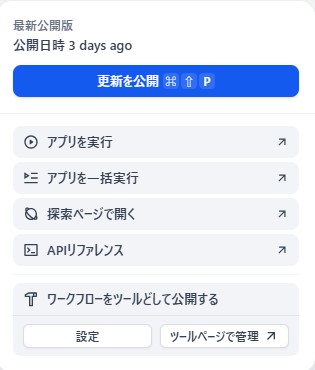 最新公開版
公開日時 3 days ago
更新を公開 ⌘ ⇧ P
アプリを実行
アプリを一括実行
探索ページで開く
APIリファレンス
ワークフローをツールどして公開する
設定
ツールページで管理